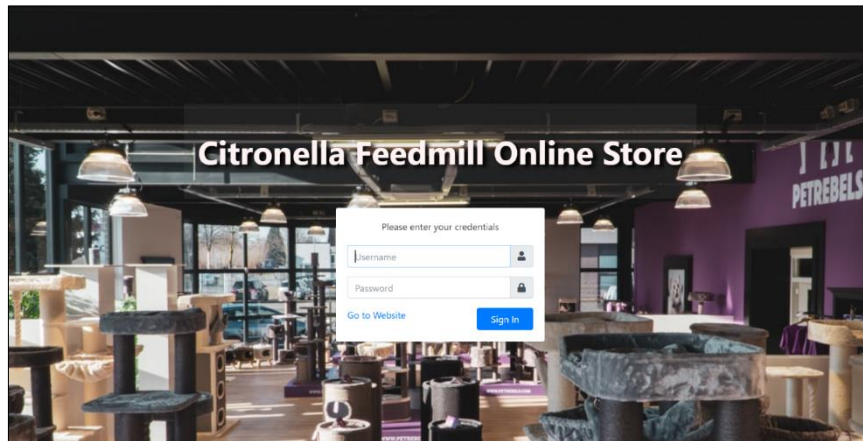 Citronella Feedmill Online Store
PETREBELS
Please enter your credentials
Username
Password
Go to Website
Sign In